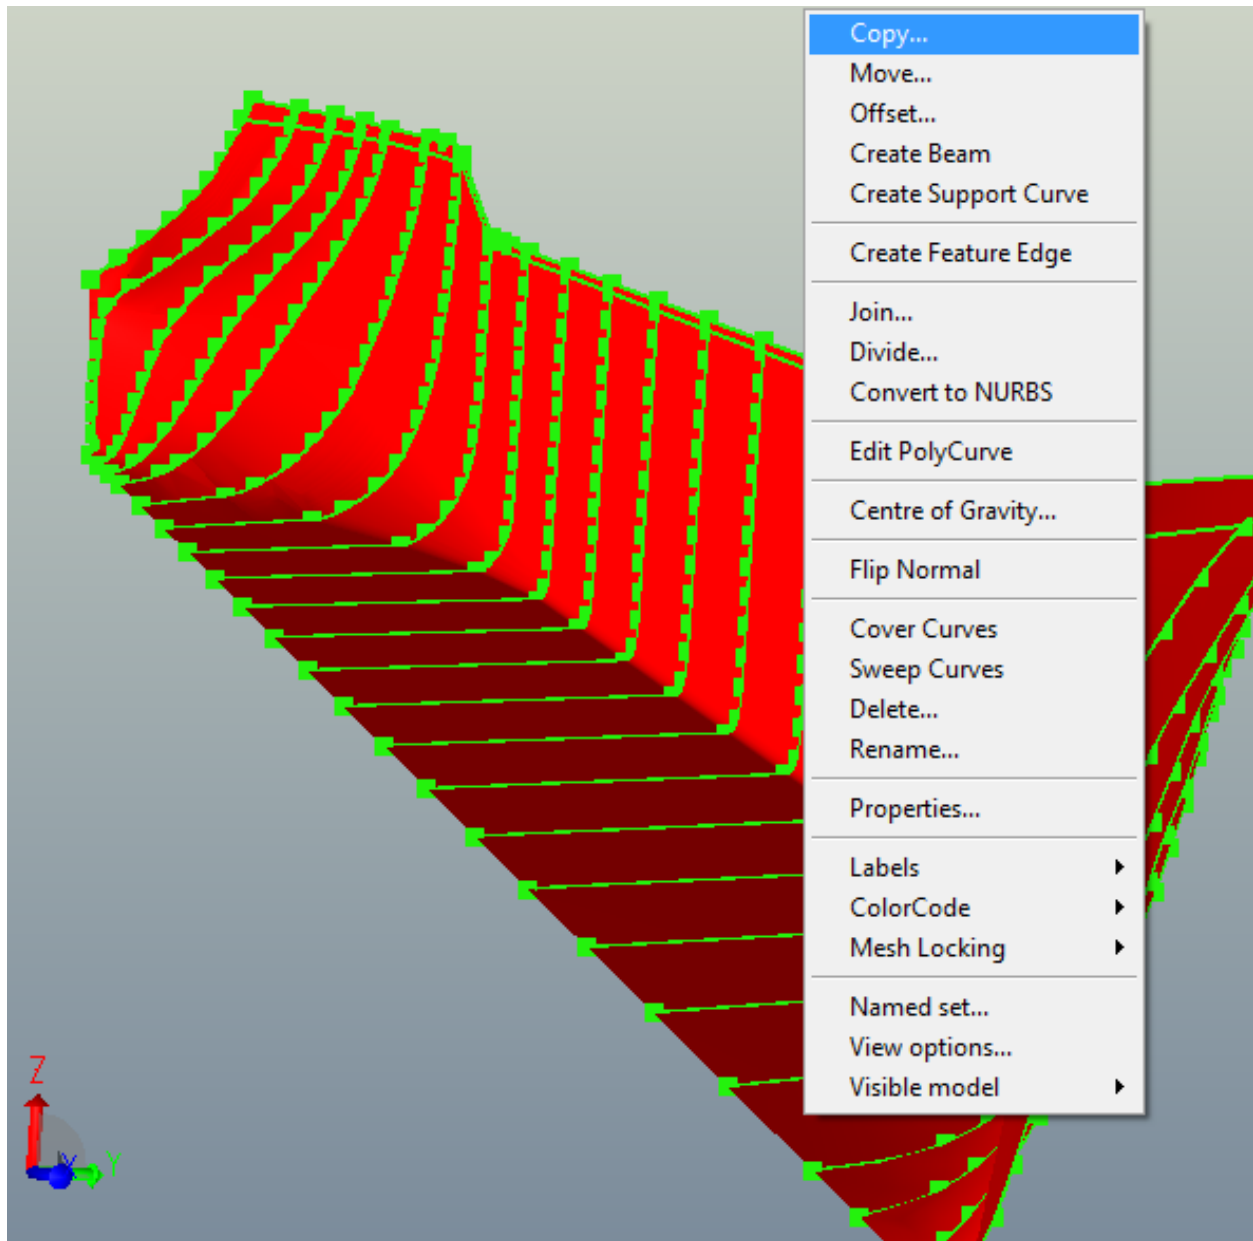 Copy...
Move...
Offset...
Create Beam
Create Support Curve
Create Feature Edge
Join...
Divide...
Convert to NURBS
Edit PolyCurve
Centre of Gravity...
Flip Normal
Cover Curves
Sweep Curves
Delete...
Rename...
Properties...
Labels
ColorCode
Mesh Locking
Named set...
View options...
Visible model
Z
X
Y